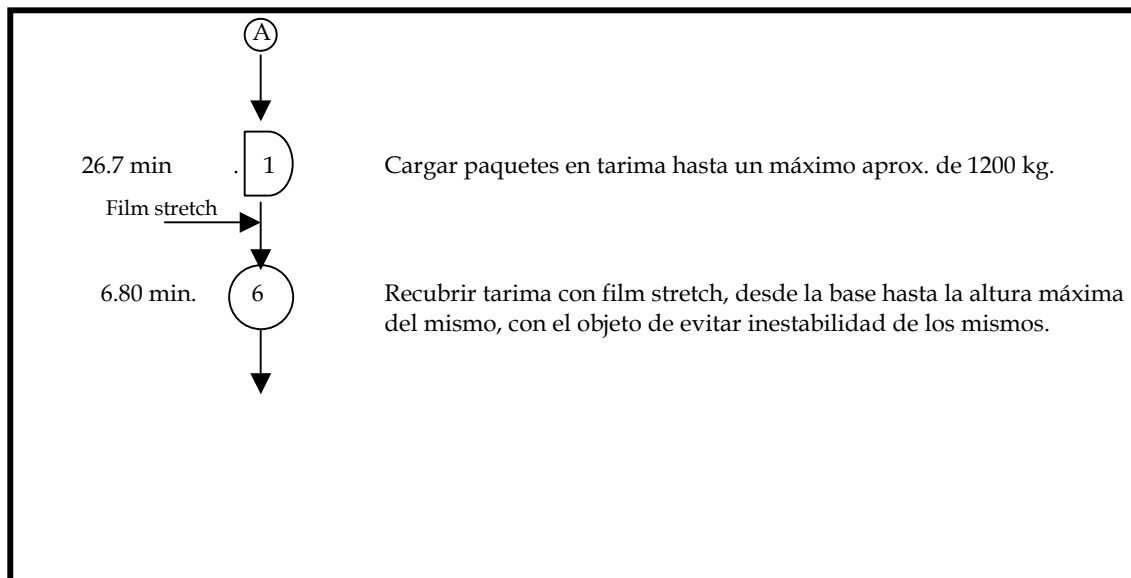 A
26.7 min . 1 Cargar paquetes en tarima hasta un máximo aprox. de 1200 kg.
Film stretch
6.80 min. 6 Recubrir tarima con film stretch, desde la base hasta la altura máxima
del mismo, con el objeto de evitar inestabilidad de los mismos.